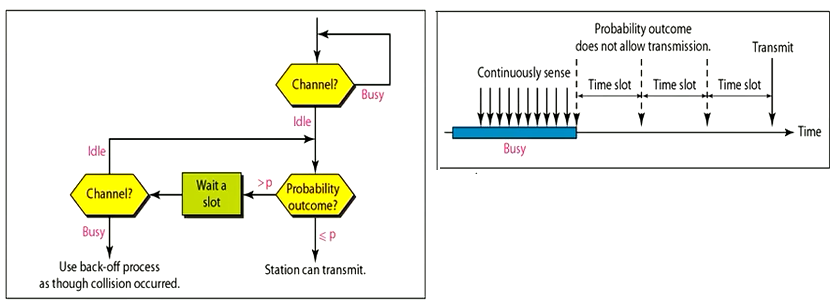 Channel?
Busy
Idle
Idle
Channel?
Wait a
slot
>p
Probability
outcome?
Busy
⩽ p
Use back-off process
as though collision occurred.
Station can transmit.
Probability outcome
does not allow transmission.
Transmit
Continuously sense
Time slot
Time slot
Time slot
Time
Busy